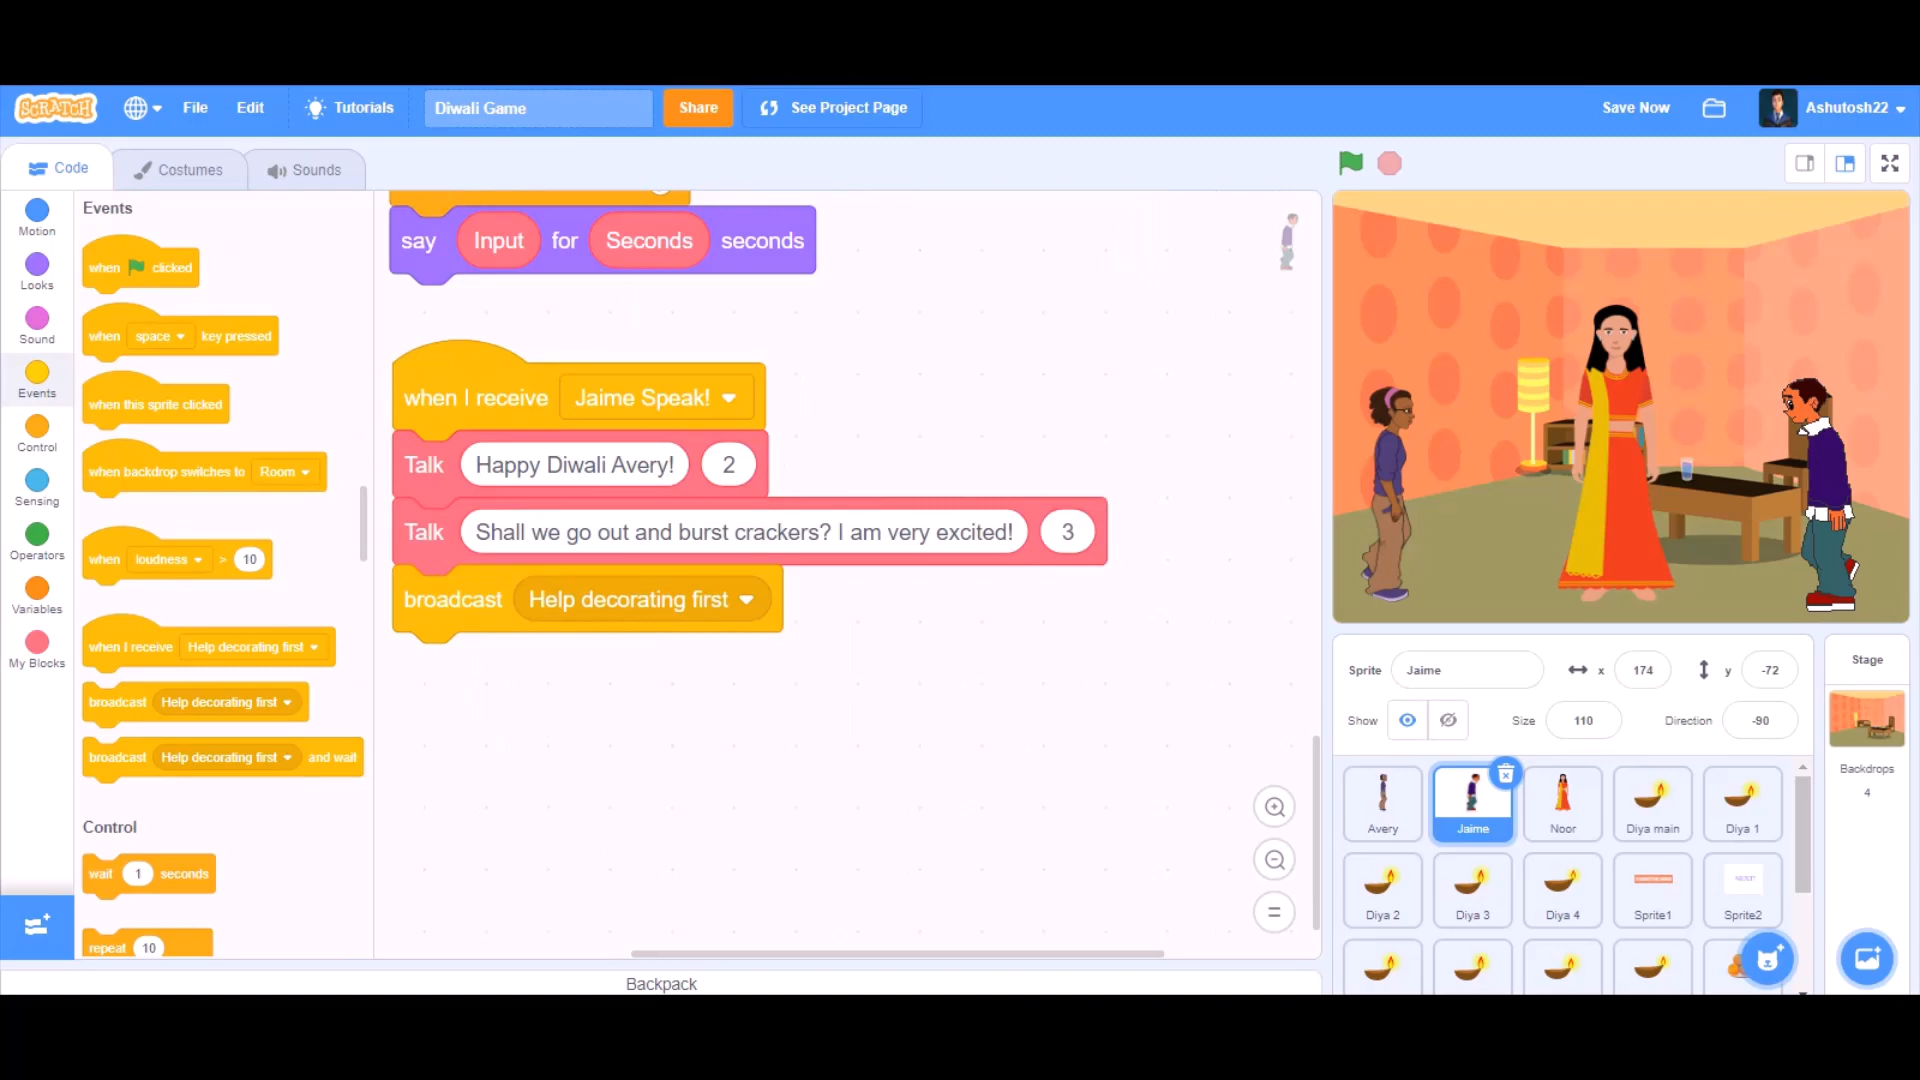 SCRATCH File Edit Tutorials Diwali Game Share See Project Page Save Now Ashutosh22
Code Costumes Sounds
Motion
Looks
Sound
Events
Control
Sensing
Operators
Variables
My Blocks
Events
when clicked
when space key pressed
when this sprite clicked
when backdrop switches to Room
when loudness > 10
when I receive Help decorating first
broadcast Help decorating first
broadcast Help decorating first and wait
Control
wait 1 seconds
repeat 10
say Input for Seconds seconds
when I receive Jaime Speak!
Talk Happy Diwali Avery! 2
Talk Shall we go out and burst crackers? I am very excited! 3
broadcast Help decorating first
Backpack
Sprite Jaime x 174 y -72
Show Size 110 Direction -90
Avery Jaime Noor Diya main Diya 1
Diya 2 Diya 3 Diya 4 Sprite1 Sprite2
Stage
Backdrops
4